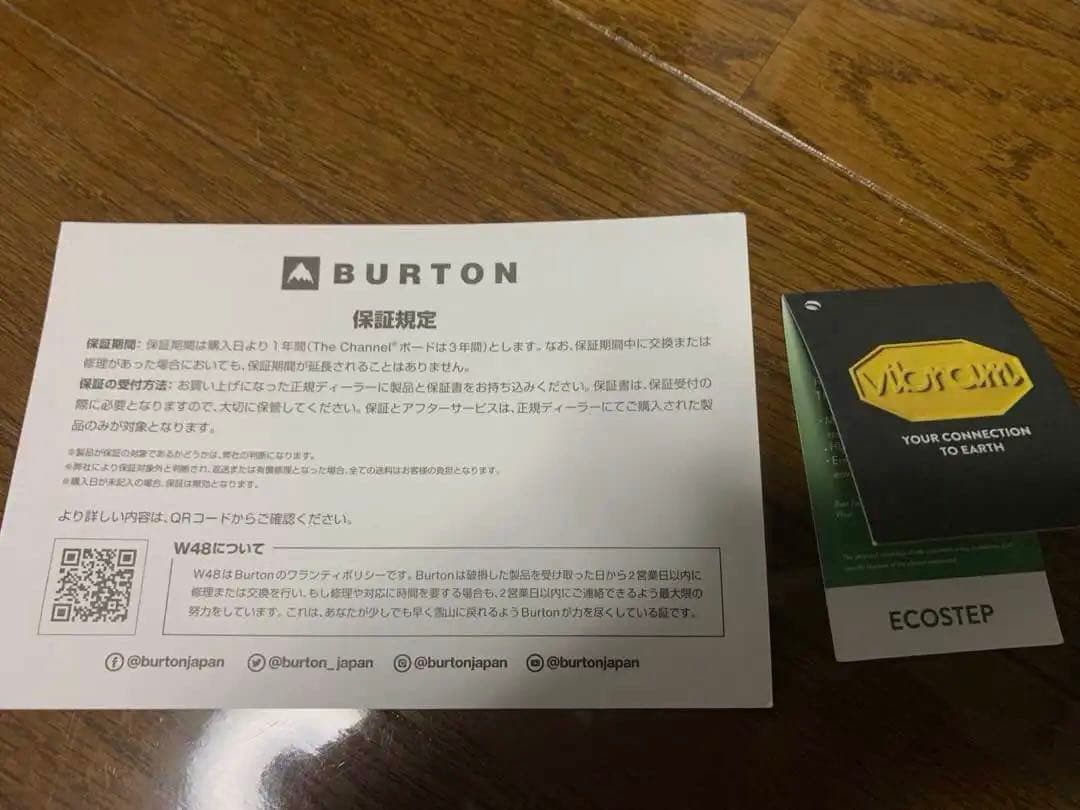 BURTON
保証規定
保証期間: 保証期間は購入日より1年間(The Channel®ボードは3年間)とします。なお、保証期間中に交換または
修理があった場合においても、保証期間が延長されることはありません。
保証の受付方法: お買い上げになった正規ディーラーに製品と保証書をお持ち込みください。保証書は、保証受付の
際に必要となりますので、大切に保管してください。保証とアフターサービスは、正規ディーラーにてご購入された製
品のみが対象となります。
※製品が保証の対象であるかどうかは、弊社の判断になります。
※弊社により保証対象外と判断され、返送または有償修理となった場合、全ての送料はお客様の負担となります。
※購入日が未記入の場合、保証は無効となります。
より詳しい内容は、QRコードからご確認ください。
W48について
W48はBurtonのワランティポリシーです。Burtonは破損した製品を受け取った日から2営業日以内に
修理または交換を行い、もし修理や対応に時間を要する場合も、2営業日以内にご連絡できるよう最大限の
努力をしています。これは、あなたが少しでも早く雪山に戻れるようBurtonが力を尽くしている証です。
@burtonjapan @burton_japan @burtonjapan @burtonjapan
vibram
YOUR CONNECTION
TO EARTH
ECOSTEP